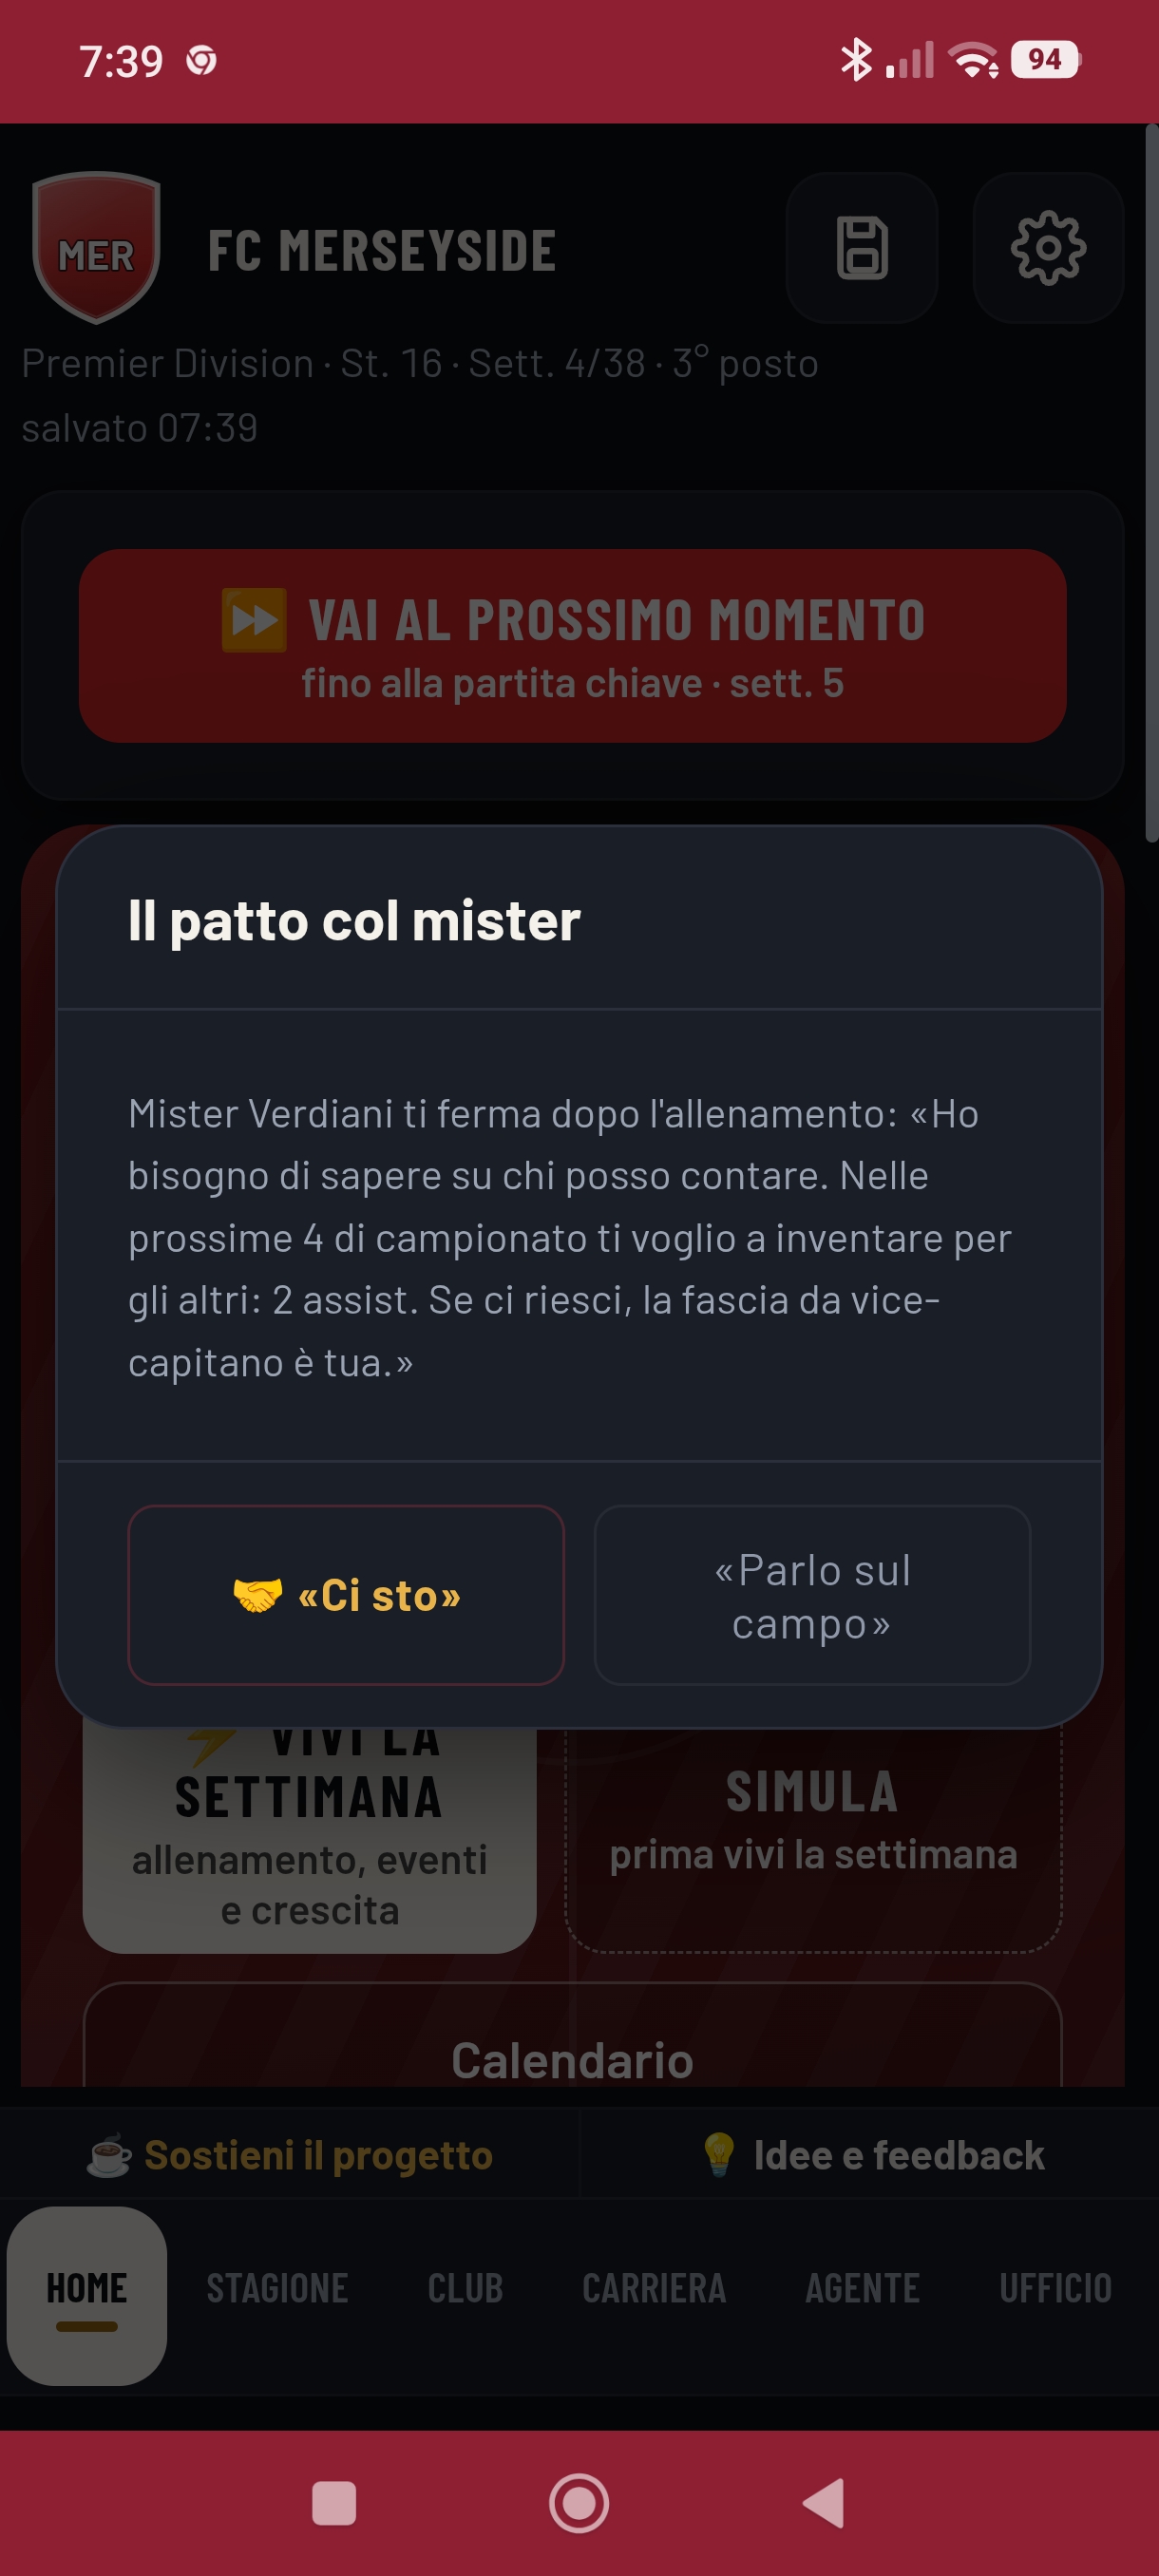 7:39
94
MER
FC MERSEYSIDE
Premier Division · St. 16 · Sett. 4/38 · 3° posto
salvato 07:39
⏩ VAI AL PROSSIMO MOMENTO
fino alla partita chiave · sett. 5
Il patto col mister
Mister Verdiani ti ferma dopo l'allenamento: «Ho
bisogno di sapere su chi posso contare. Nelle
prossime 4 di campionato ti voglio a inventare per
gli altri: 2 assist. Se ci riesci, la fascia da vice-
capitano è tua.»
🤝 «Ci sto»
«Parlo sul
campo»
⚡ VIVI LA
SETTIMANA
allenamento, eventi
e crescita
SIMULA
prima vivi la settimana
Calendario
☕ Sostieni il progetto
💡 Idee e feedback
HOME
STAGIONE
CLUB
CARRIERA
AGENTE
UFFICIO